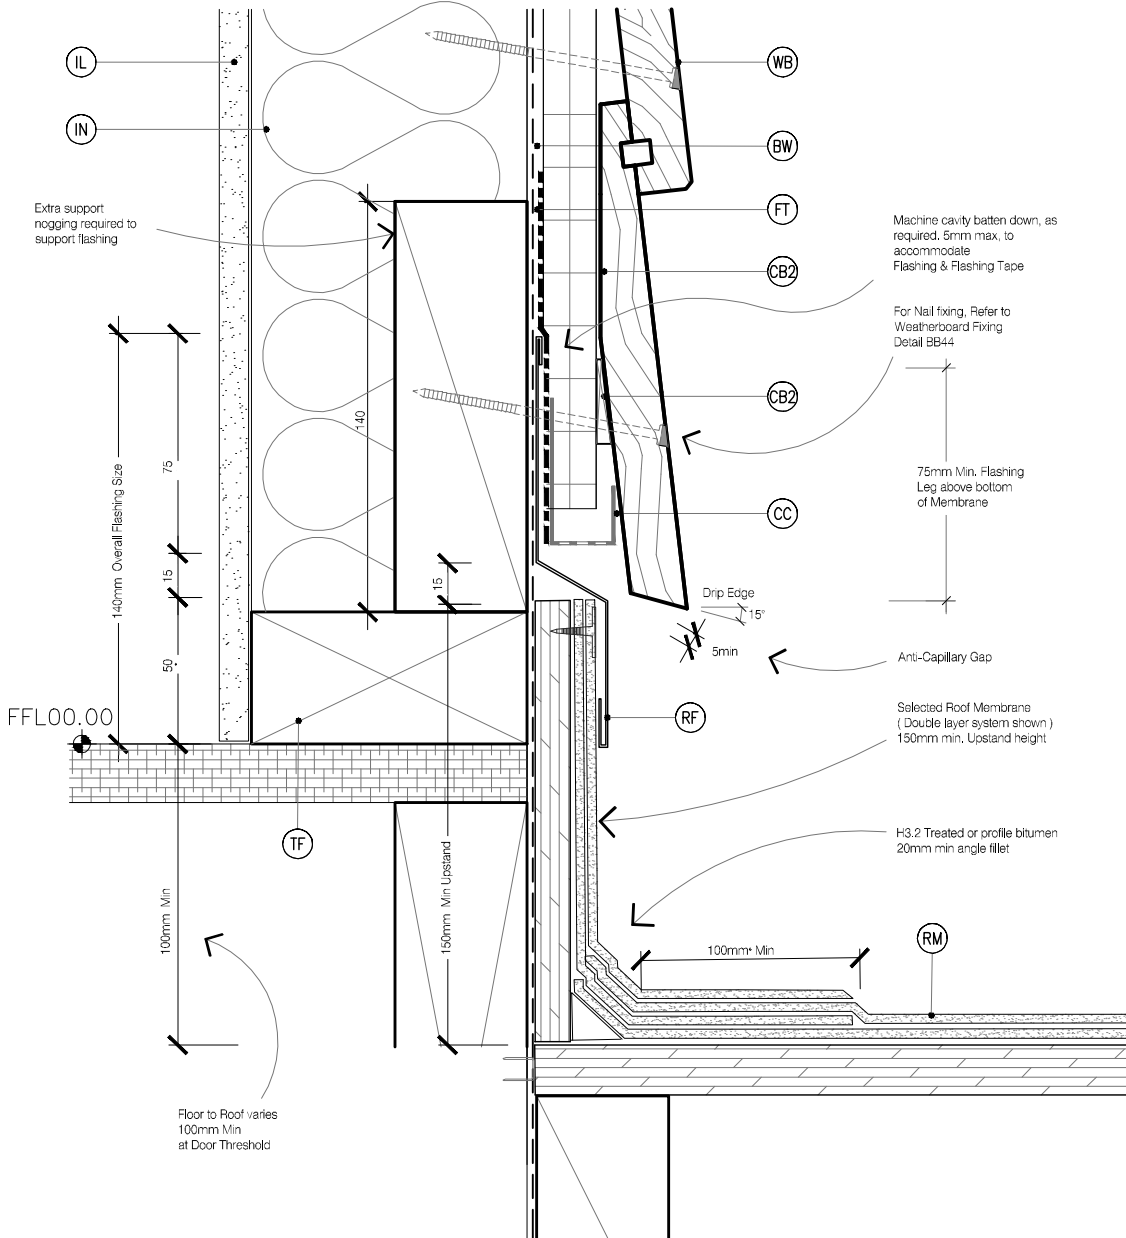 IL
IN
WB
BW
FT
CB2
CB2
CC
RF
TF
RM
Extra support
nogging required to
support flashing
Machine cavity batten down, as
required. 5mm max, to
accommodate
Flashing & Flashing Tape
For Nail fixing, Refer to
Weatherboard Fixing
Detail BB44
75mm Min. Flashing
Leg above bottom
of Membrane
140
140mm Overall Flashing Size
75
15
50
15
Drip Edge
15°
5min
Anti-Capillary Gap
FFL00.00
Selected Roof Membrane
( Double layer system shown )
150mm min. Upstand height
H3.2 Treated or profile bitumen
20mm min angle fillet
100mm Min
150mm Min Upstand
100mm* Min
Floor to Roof varies
100mm Min
at Door Threshold